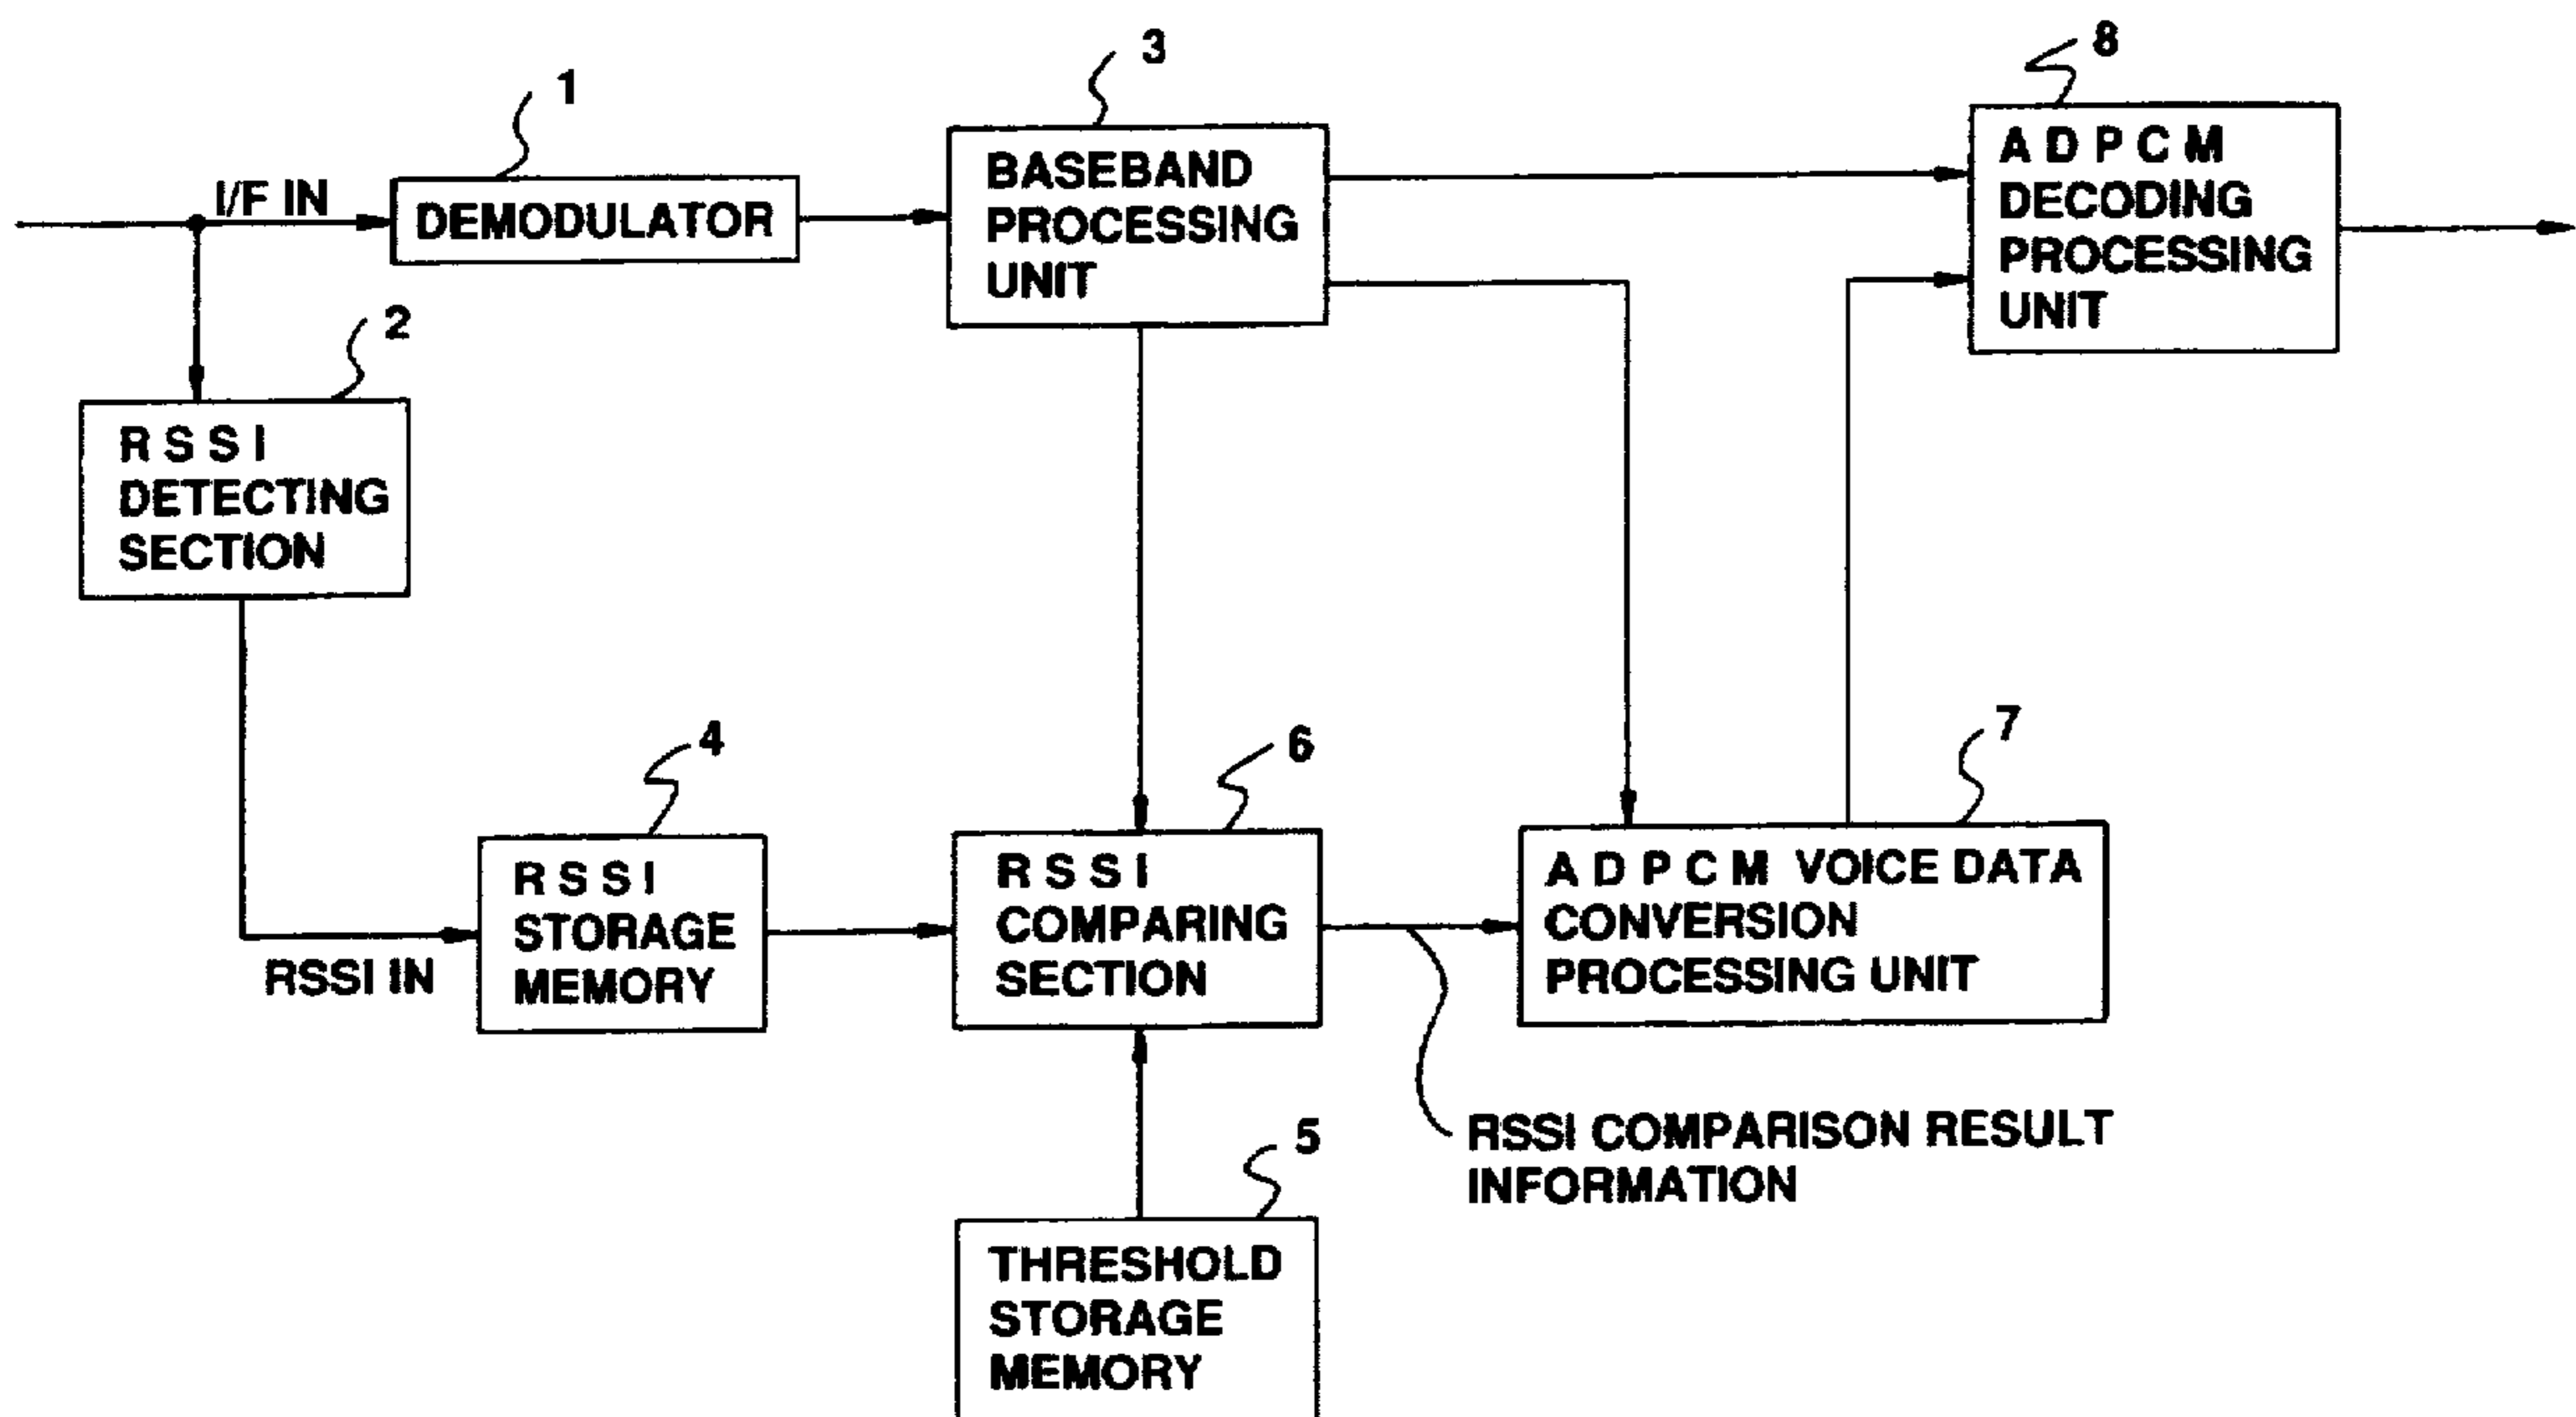 1
I/F IN
DEMODULATOR
3
BASEBAND
PROCESSING
UNIT
8
A D P C M
DECODING
PROCESSING
UNIT
2
R S S I
DETECTING
SECTION
RSSI IN
4
R S S I
STORAGE
MEMORY
6
R S S I
COMPARING
SECTION
7
A D P C M VOICE DATA
CONVERSION
PROCESSING UNIT
RSSI COMPARISON RESULT
INFORMATION
5
THRESHOLD
STORAGE
MEMORY